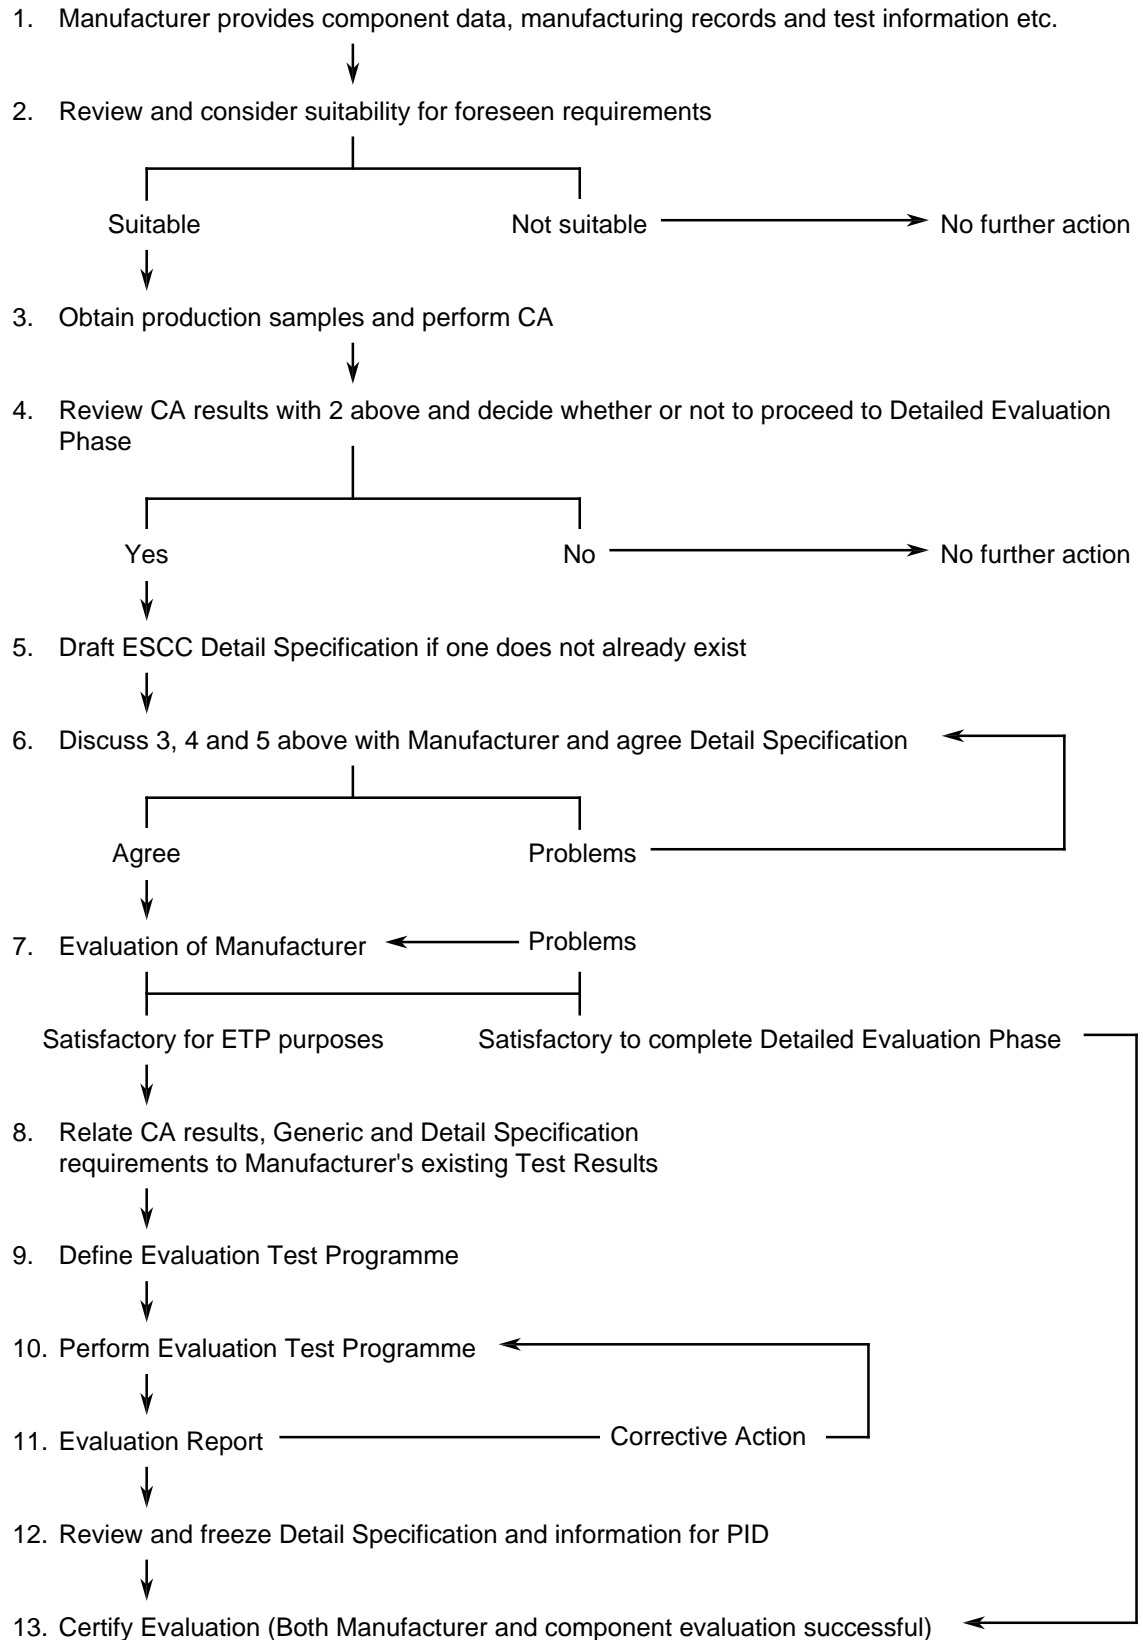 1. Manufacturer provides component data, manufacturing records and test information etc.
2. Review and consider suitability for foreseen requirements
Suitable Not suitable No further action
3. Obtain production samples and perform CA
4. Review CA results with 2 above and decide whether or not to proceed to Detailed Evaluation
Phase
Yes No No further action
5. Draft ESCC Detail Specification if one does not already exist
6. Discuss 3, 4 and 5 above with Manufacturer and agree Detail Specification
Agree Problems
7. Evaluation of Manufacturer Problems
Satisfactory for ETP purposes Satisfactory to complete Detailed Evaluation Phase
8. Relate CA results, Generic and Detail Specification
requirements to Manufacturer's existing Test Results
9. Define Evaluation Test Programme
10. Perform Evaluation Test Programme
11. Evaluation Report Corrective Action
12. Review and freeze Detail Specification and information for PID
13. Certify Evaluation (Both Manufacturer and component evaluation successful)